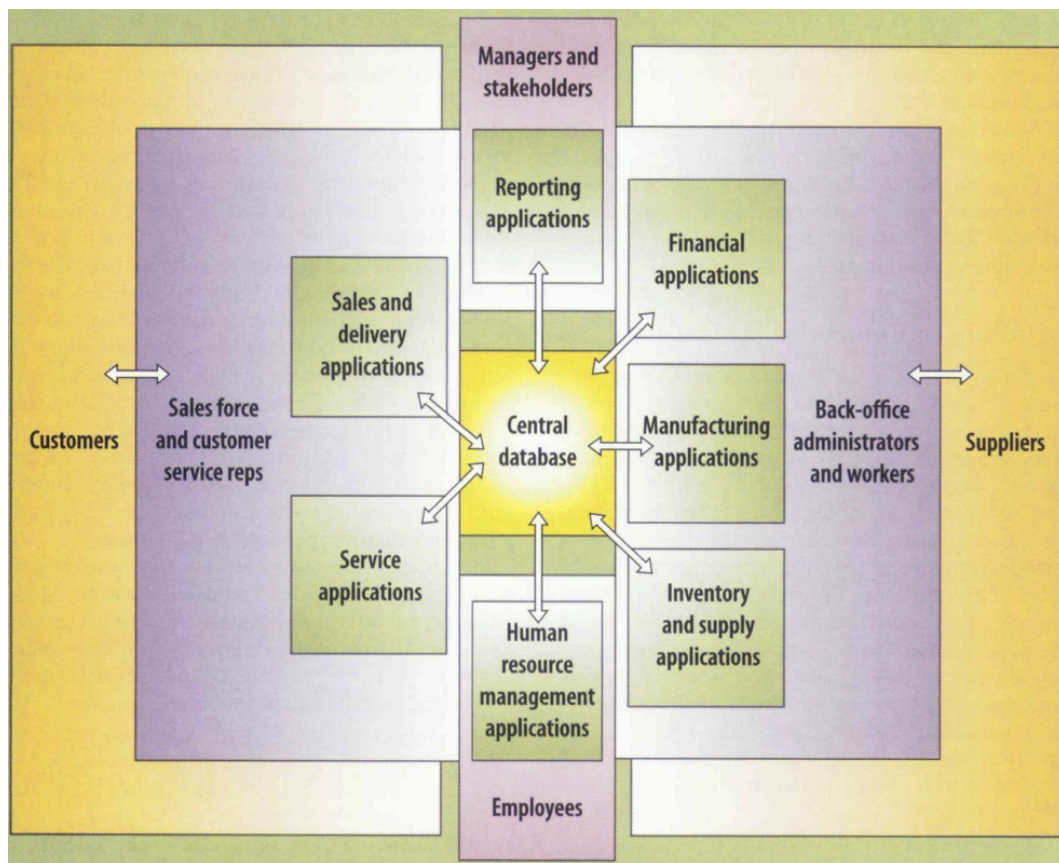 Managers and
stakeholders
Reporting
applications
Financial
applications
Sales and
delivery
applications
Customers
Sales force
and customer
service reps
Central
database
Manufacturing
applications
Back-office
administrators
and workers
Suppliers
Service
applications
Inventory
and supply
applications
Human
resource
management
applications
Employees